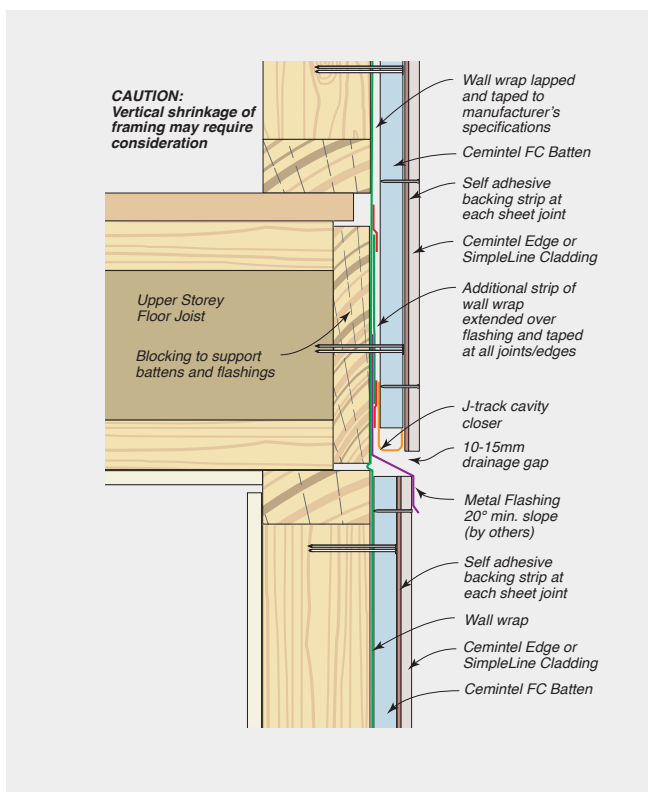 CAUTION:
Vertical shrinkage of
framing may require
consideration
Wall wrap lapped
and taped to
manufacturer's
specifications
Cemintel FC Batten
Self adhesive
backing strip at
each sheet joint
Cemintel Edge or
SimpleLine Cladding
Upper Storey
Floor Joist
Blocking to support
battens and flashings
Additional strip of
wall wrap
extended over
flashing and taped
at all joints/edges
J-track cavity
closer
10-15mm
drainage gap
Metal Flashing
20° min. slope
(by others)
Self adhesive
backing strip at
each sheet joint
Wall wrap
Cemintel Edge or
SimpleLine Cladding
Cemintel FC Batten